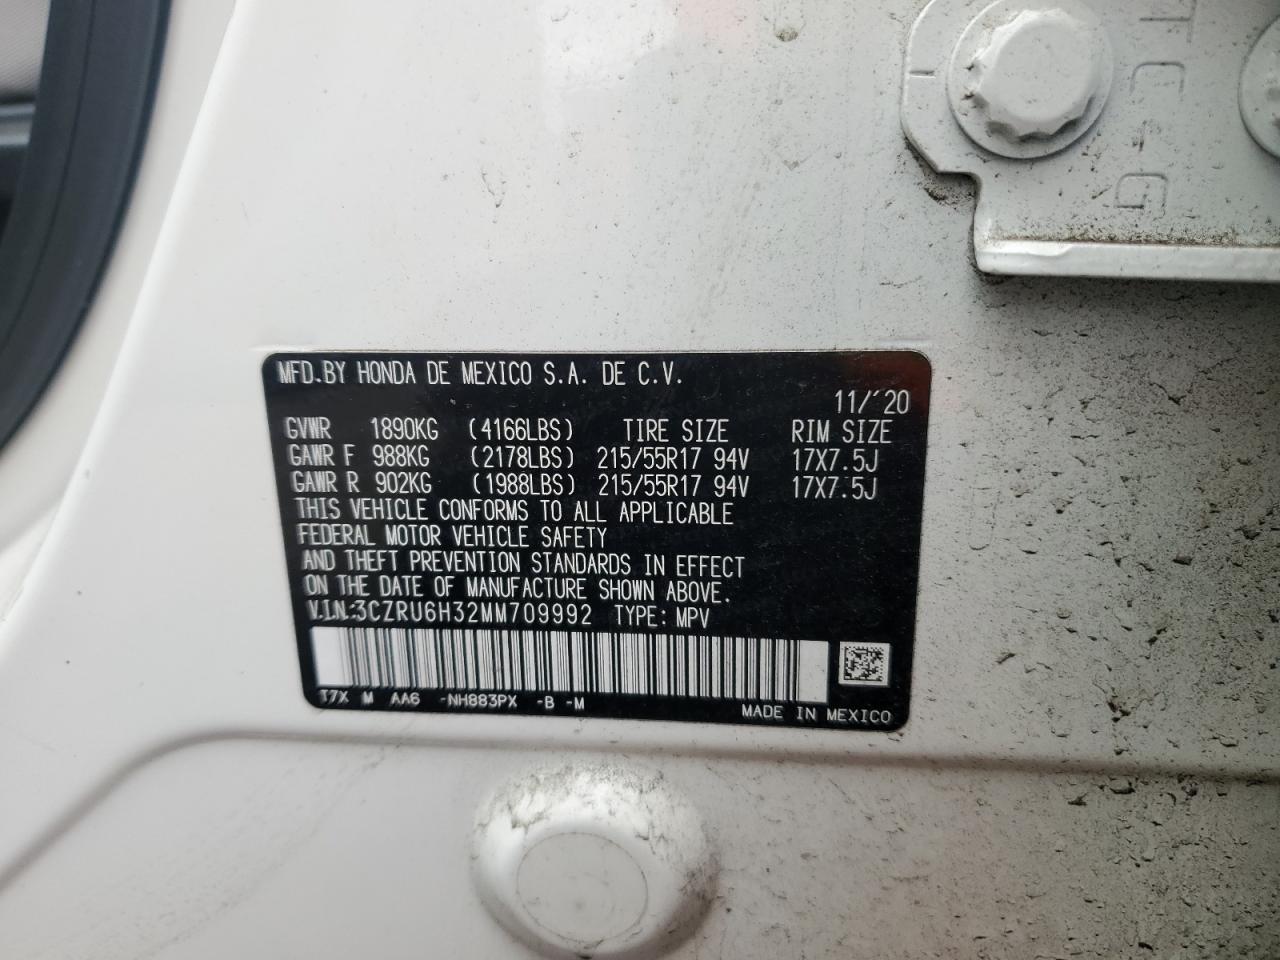 TC-G
MFD.BY HONDA DE MEXICO S.A. DE C.V.
11/'20
GVWR 1890KG (4166LBS) TIRE SIZE RIM SIZE
GAWR F 988KG (2178LBS) 215/55R17 94V 17X7.5J
GAWR R 902KG (1988LBS) 215/55R17 94V 17X7.5J
THIS VEHICLE CONFORMS TO ALL APPLICABLE
FEDERAL MOTOR VEHICLE SAFETY
AND THEFT PREVENTION STANDARDS IN EFFECT
ON THE DATE OF MANUFACTURE SHOWN ABOVE.
V.I.N.:3CZRU6H32MM709992 TYPE: MPV
T7X M AA6 -NH883PX -B -M
MADE IN MEXICO